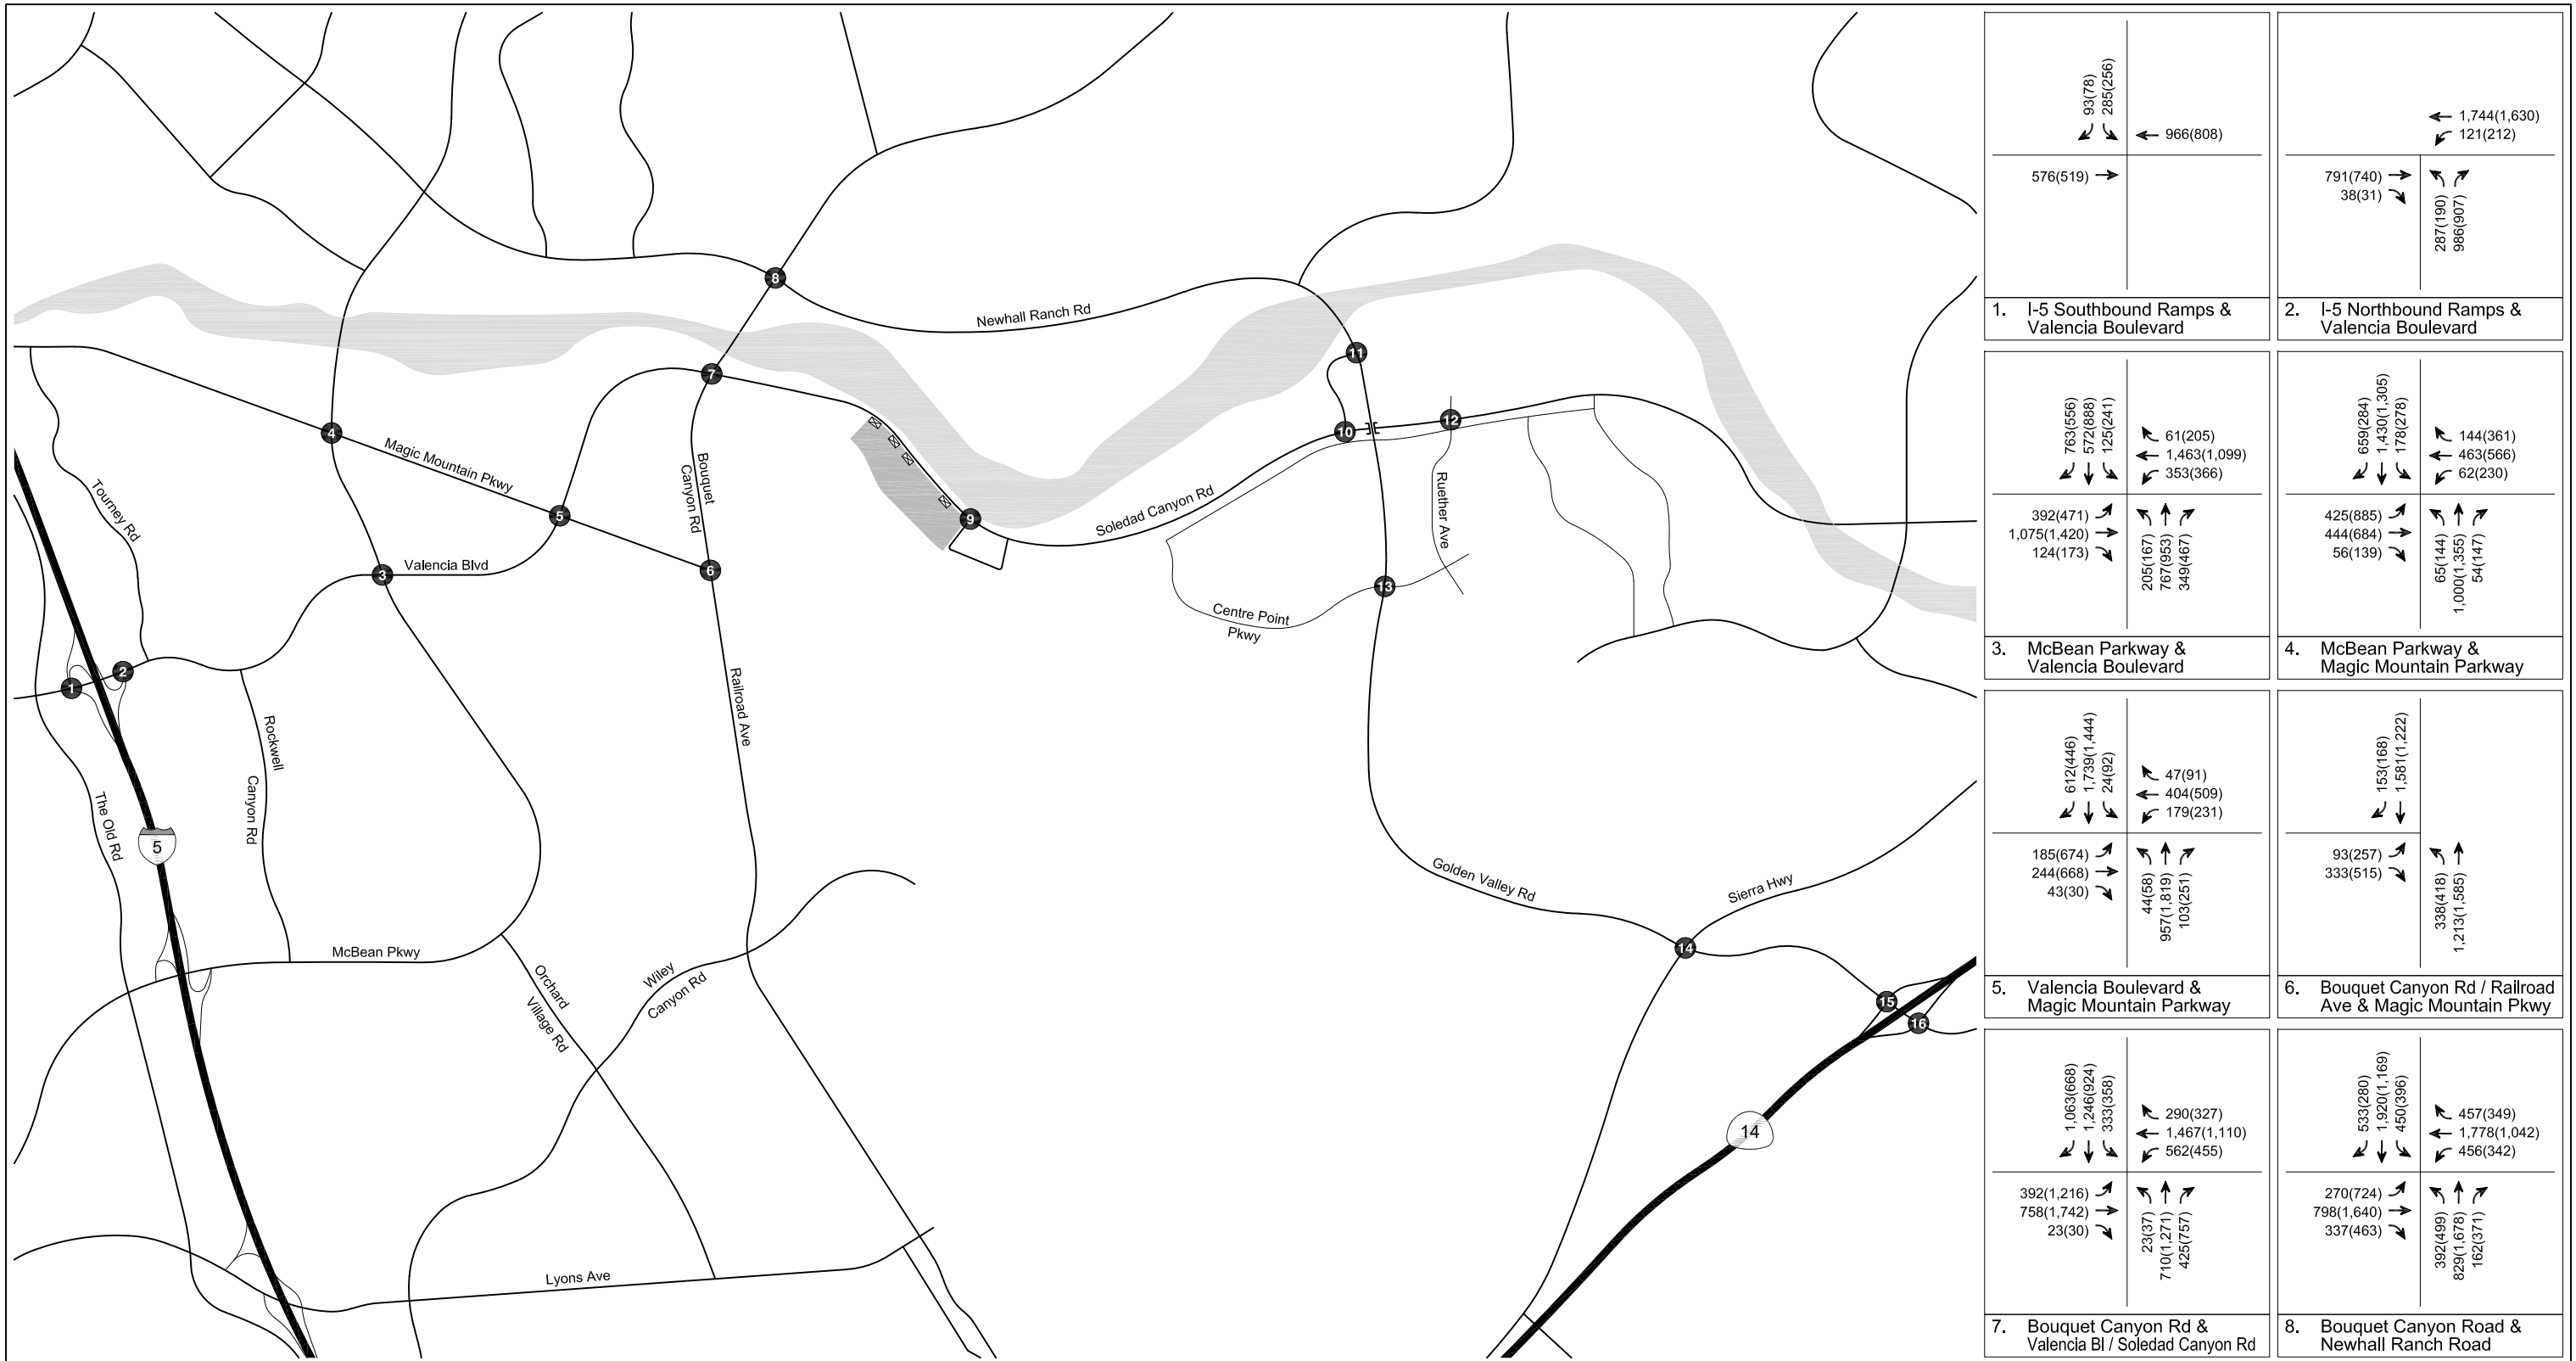 8
Newhall Ranch Rd
11
7
4
10
12
Magic Mountain Pkwy
Bouquet
Canyon Rd
Tourney Rd
5
9
Soledad Canyon Rd
Ruether Ave
3
Valencia Blvd
6
13
Centre Point
Pkwy
2
1
Railroad Ave
Rockwell
Canyon Rd
The Old Rd
5
Golden Valley Rd
Sierra Hwy
14
McBean Pkwy
Orchard
Village Rd
Wiley
Canyon Rd
15
16
14
Lyons Ave
93(78)
285(256)
966(808)
576(519)
1. I-5 Southbound Ramps &
Valencia Boulevard
1,744(1,630)
121(212)
791(740)
38(31)
287(190)
986(907)
2. I-5 Northbound Ramps &
Valencia Boulevard
763(556)
572(888)
125(241)
61(205)
1,463(1,099)
353(366)
392(471)
1,075(1,420)
124(173)
205(167)
767(953)
349(467)
3. McBean Parkway &
Valencia Boulevard
659(284)
1,430(1,305)
178(278)
144(361)
463(566)
62(230)
425(885)
444(684)
56(139)
65(144)
1,000(1,355)
54(147)
4. McBean Parkway &
Magic Mountain Parkway
612(446)
1,739(1,444)
24(92)
47(91)
404(509)
179(231)
185(674)
244(668)
43(30)
44(58)
957(1,819)
103(251)
5. Valencia Boulevard &
Magic Mountain Parkway
153(168)
1,581(1,222)
93(257)
333(515)
338(418)
1,213(1,585)
6. Bouquet Canyon Rd / Railroad
Ave & Magic Mountain Pkwy
1,063(668)
1,246(924)
333(358)
290(327)
1,467(1,110)
562(455)
392(1,216)
758(1,742)
23(30)
23(37)
710(1,271)
425(757)
7. Bouquet Canyon Rd &
Valencia Bl / Soledad Canyon Rd
533(280)
1,920(1,169)
450(396)
457(349)
1,778(1,042)
456(342)
270(724)
798(1,640)
337(463)
392(499)
829(1,678)
162(371)
8. Bouquet Canyon Road &
Newhall Ranch Road